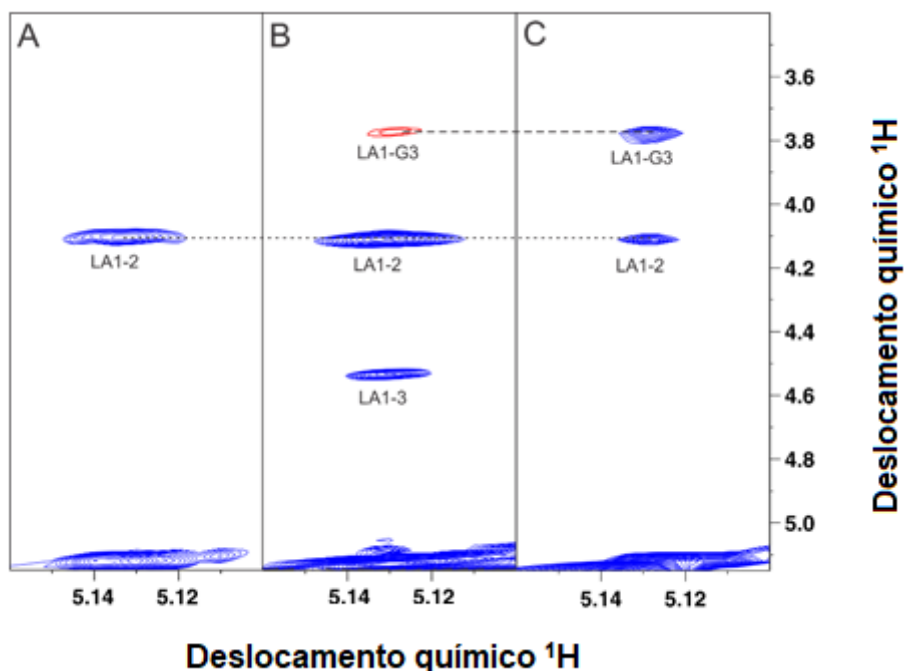 A
B
C
LA1-G3
LA1-G3
LA1-2
LA1-2
LA1-2
LA1-3
3.6
3.8
4.0
4.2
4.4
4.6
4.8
5.0
5.14 5.12 5.14 5.12 5.14 5.12
Deslocamento químico ¹H
Deslocamento químico ¹H